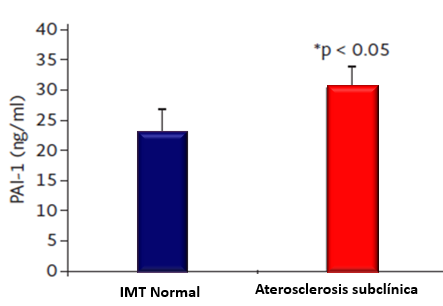 40
35
30
25
20
15
10
5
0
PAI-1 (ng/ml)
*p < 0.05
IMT Normal
Aterosclerosis subclínica